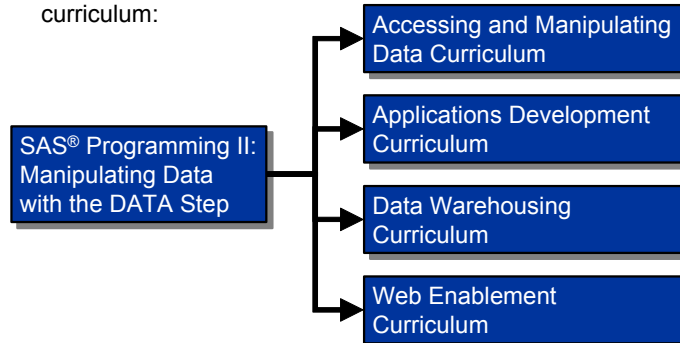 curriculum:
SAS® Programming II:
Manipulating Data
with the DATA Step
Accessing and Manipulating
Data Curriculum
Applications Development
Curriculum
Data Warehousing
Curriculum
Web Enablement
Curriculum